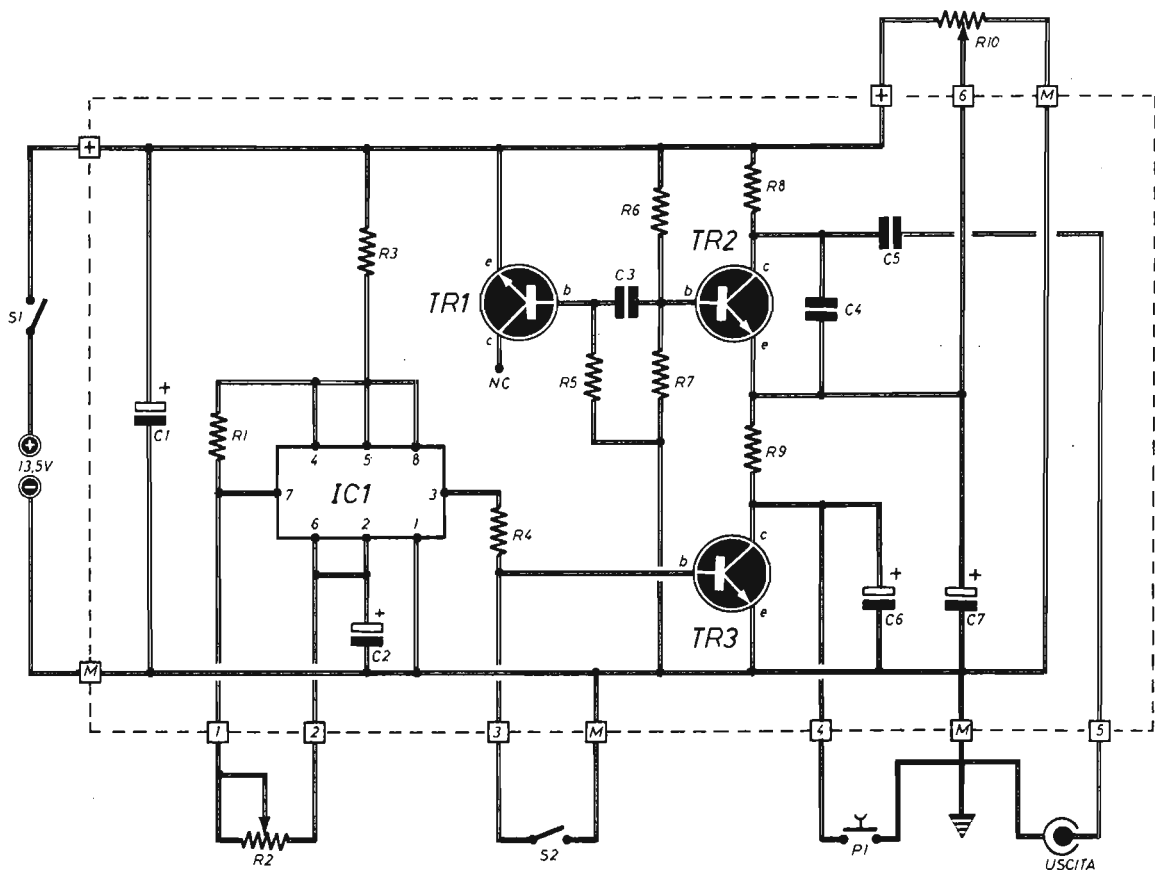 R10
+
6
M
+
R8
R6
TR2
R3
C5
e
c
C3
TR1
b
b
C4
S1
c
e
NC
R5
R7
+
C1
R1
4
5
8
R9
+
13,5V
−
7
IC1
3
6
2
1
R4
c
b
+
+
C6
C7
e
+
C2
TR3
M
1
2
3
M
4
M
5
R2
S2
P1
USCITA